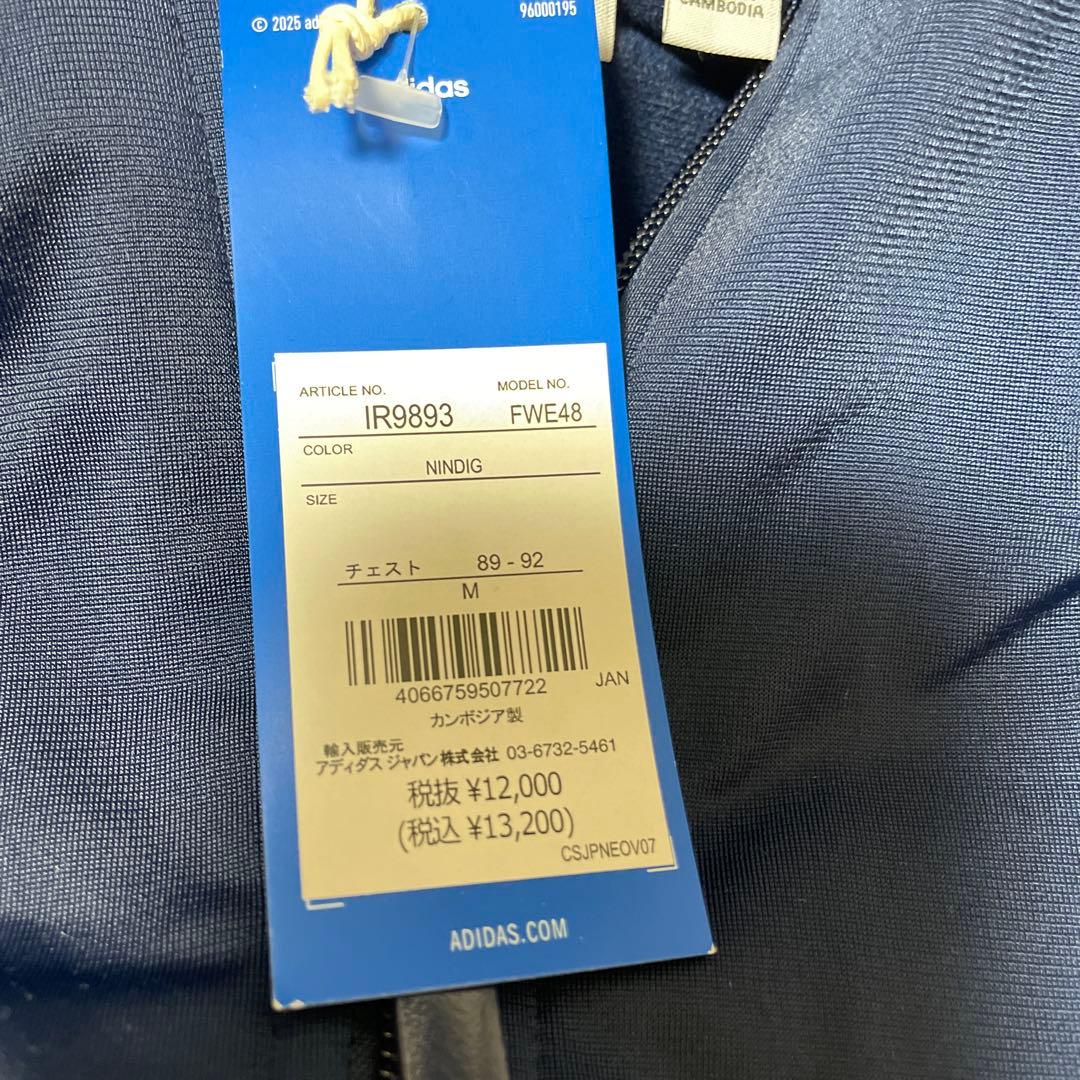 © 2025
96000195
CAMBODIA
ARTICLE NO.
MODEL NO.
IR9893
FWE48
COLOR
NINDIG
SIZE
チェスト 89 - 92
M
4066759507722
JAN
カンボジア製
輸入販売元
アディダス ジャパン株式会社 03-6732-5461
税抜 ¥12,000
(税込 ¥13,200)
CSJPNEOV07
ADIDAS.COM